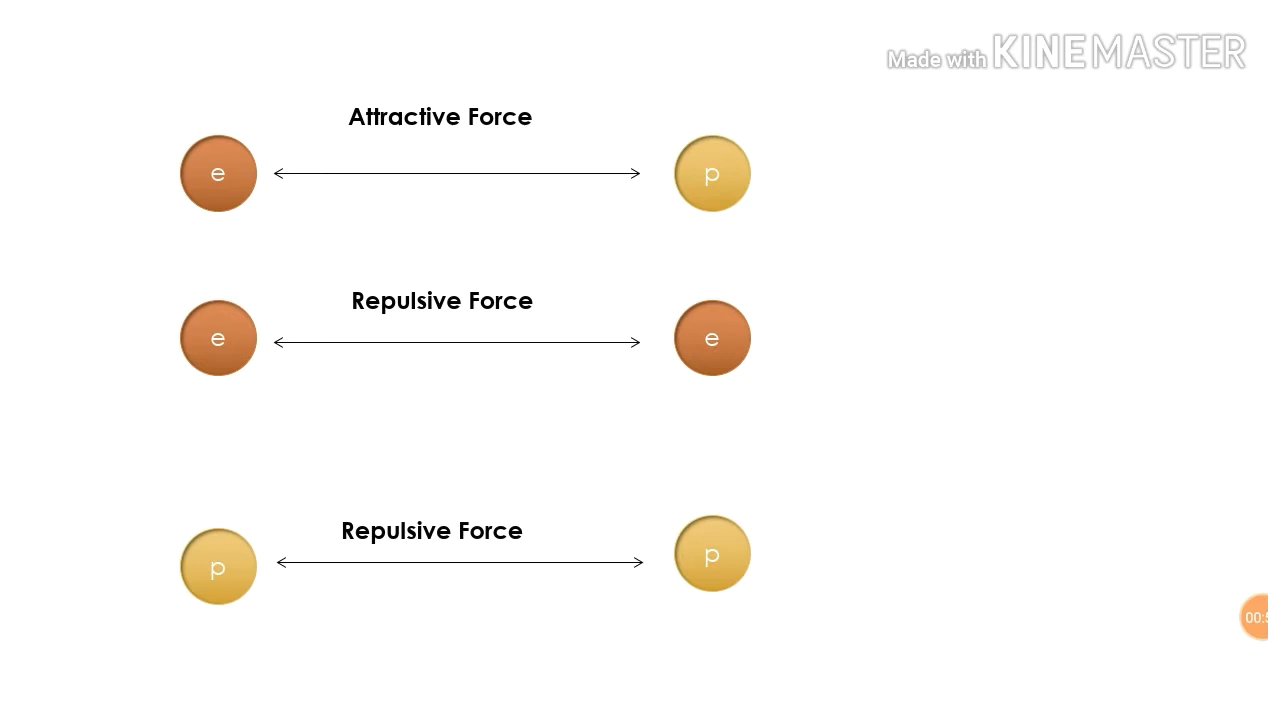 Made with KINEMASTER
Attractive Force
e p
Repulsive Force
e e
Repulsive Force
p p